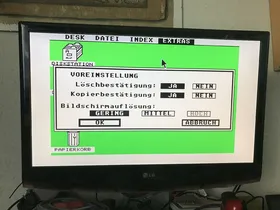 DESK DATEI INDEX EXTRAS
DISKSTATION
VOREINSTELLUNG
Löschbestätigung: JA NEIN
Kopierbestätigung: JA NEIN
Bildschirmauflösung:
GERING MITTEL HOCH
OK ABBRUCH
PAPIERKORB
LG